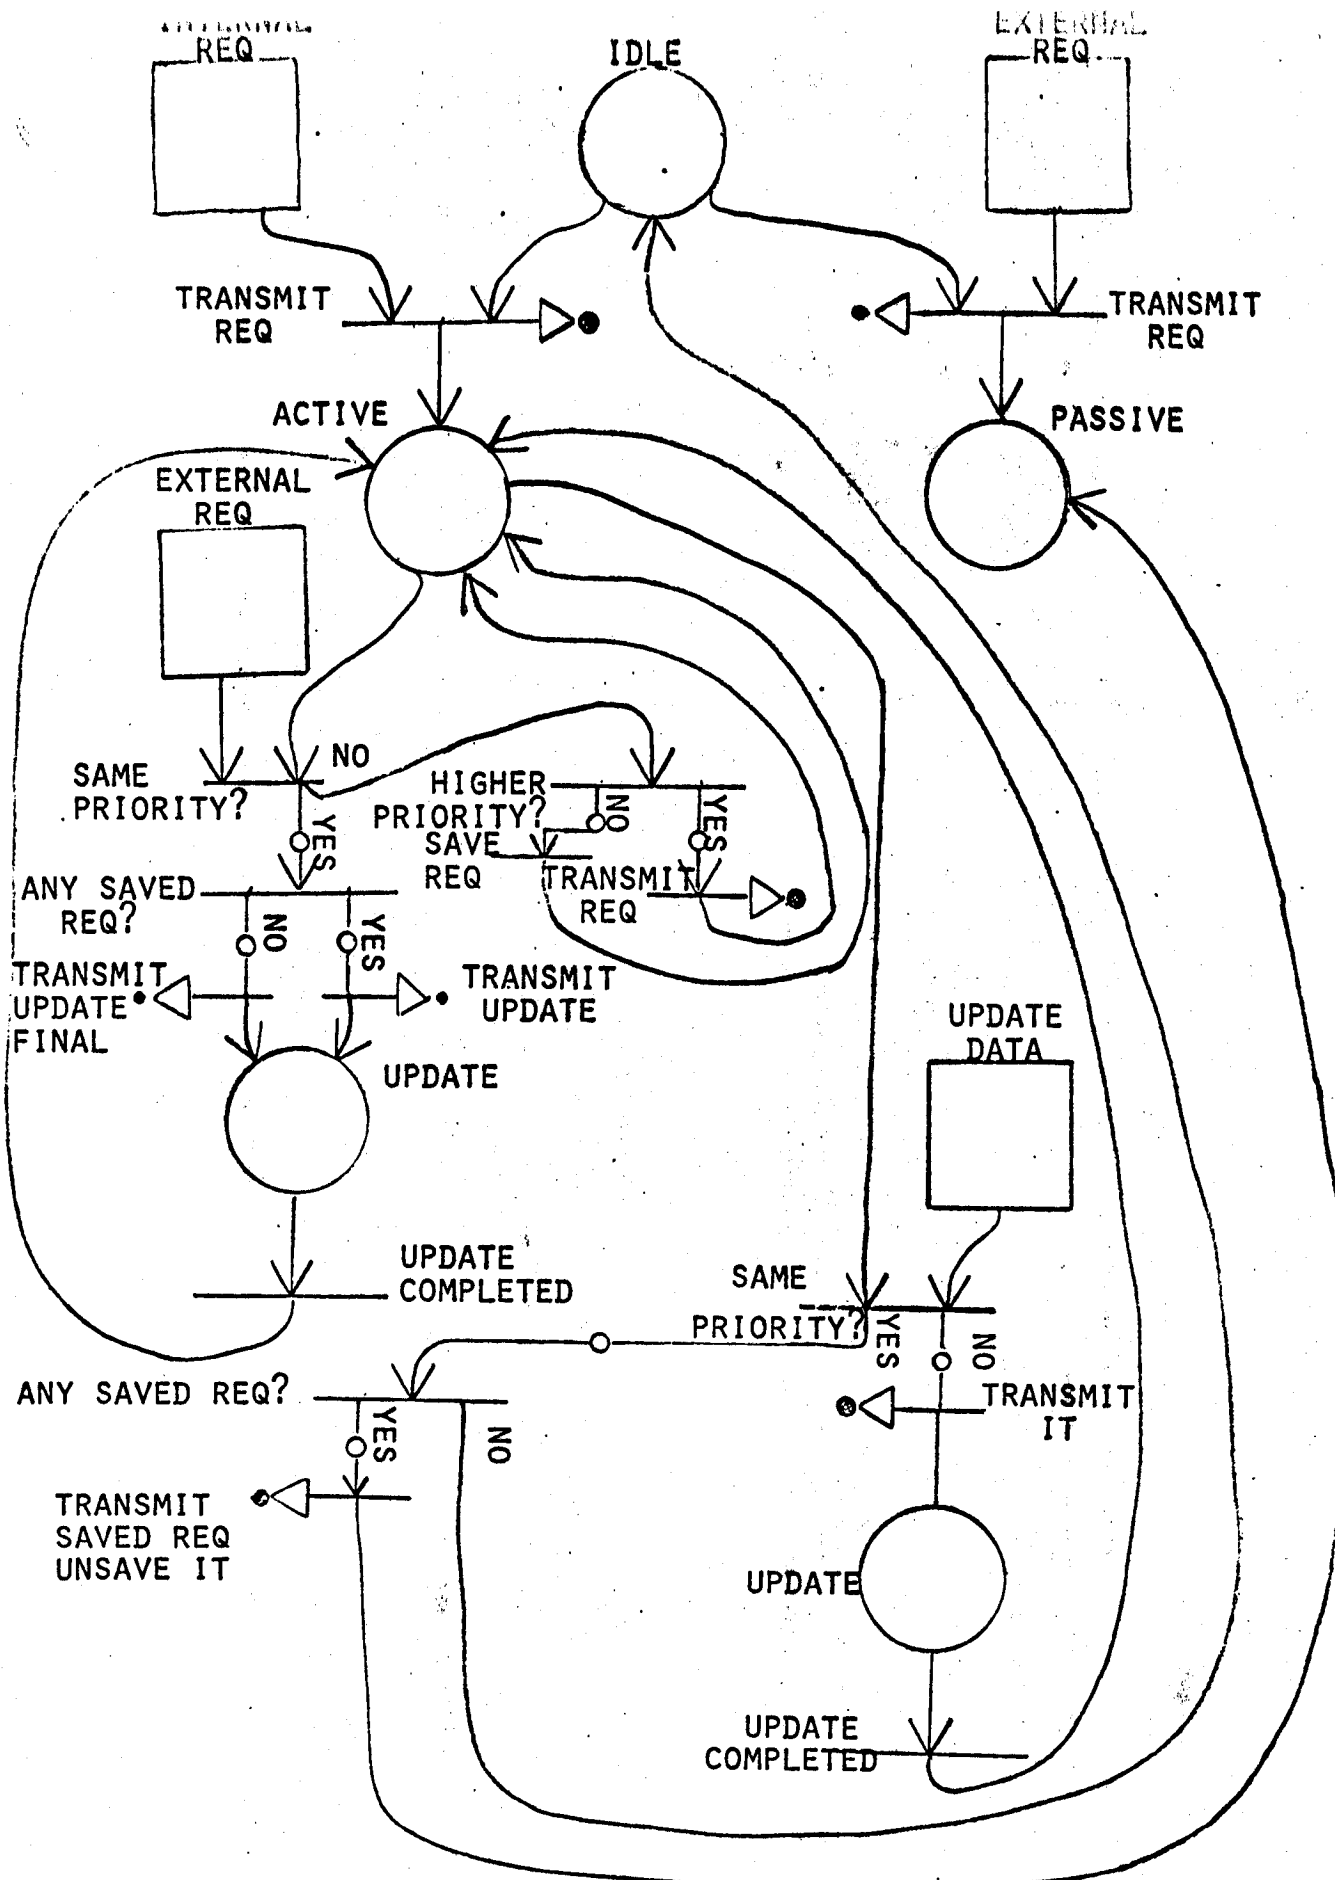 INTERNAL
REQ
IDLE
EXTERNAL
REQ
TRANSMIT
REQ
TRANSMIT
REQ
ACTIVE
PASSIVE
EXTERNAL
REQ
NO
SAME
PRIORITY?
YES
HIGHER
PRIORITY?
NO
YES
SAVE
REQ
TRANSMIT
REQ
ANY SAVED
REQ?
NO
YES
TRANSMIT
UPDATE
FINAL
TRANSMIT
UPDATE
UPDATE
UPDATE
DATA
UPDATE
COMPLETED
SAME
PRIORITY?
YES
NO
ANY SAVED REQ?
YES
NO
TRANSMIT
IT
TRANSMIT
SAVED REQ
UNSAVE IT
UPDATE
UPDATE
COMPLETED